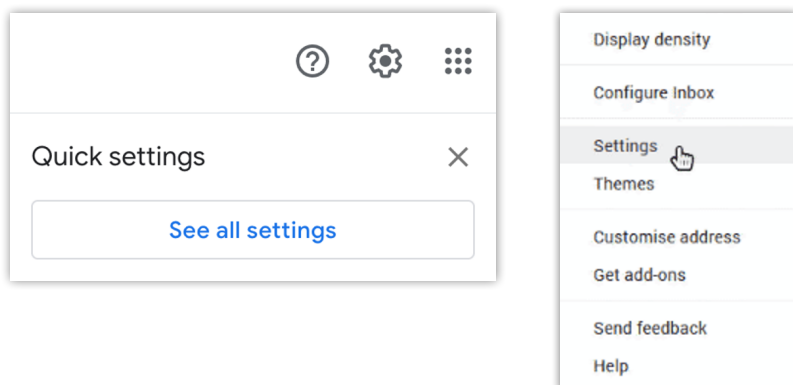 Quick settings
See all settings
Display density
Configure Inbox
Settings
Themes
Customise address
Get add-ons
Send feedback
Help